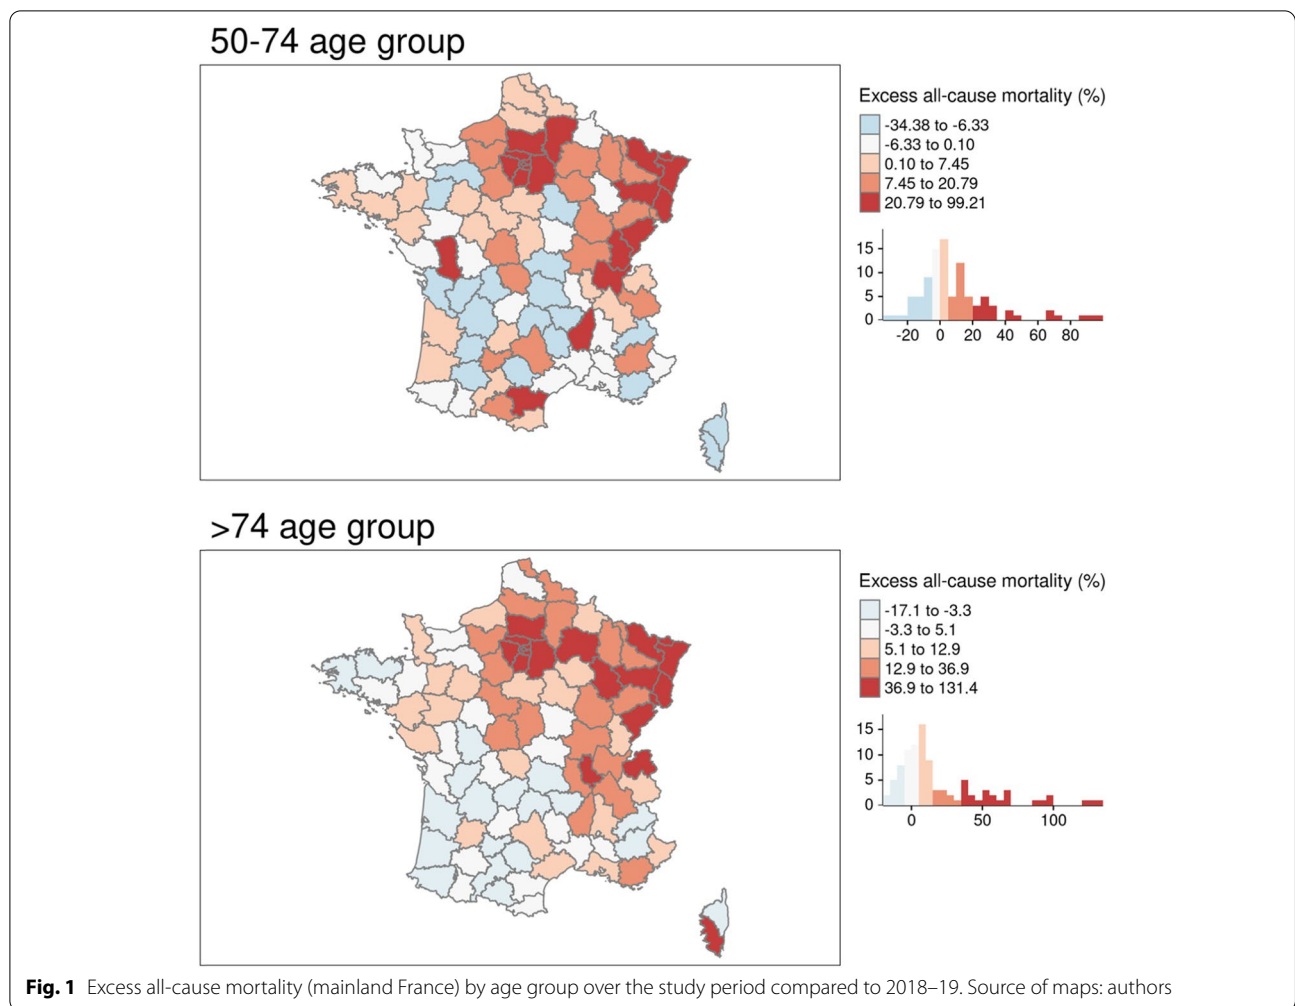 50-74 age group
Excess all-cause mortality (%)
-34.38 to -6.33
-6.33 to 0.10
0.10 to 7.45
7.45 to 20.79
20.79 to 99.21
15
10
5
0
-20 0 20 40 60 80
>74 age group
Excess all-cause mortality (%)
-17.1 to -3.3
-3.3 to 5.1
5.1 to 12.9
12.9 to 36.9
36.9 to 131.4
15
10
5
0
0 50 100
Fig. 1 Excess all-cause mortality (mainland France) by age group over the study period compared to 2018–19. Source of maps: authors